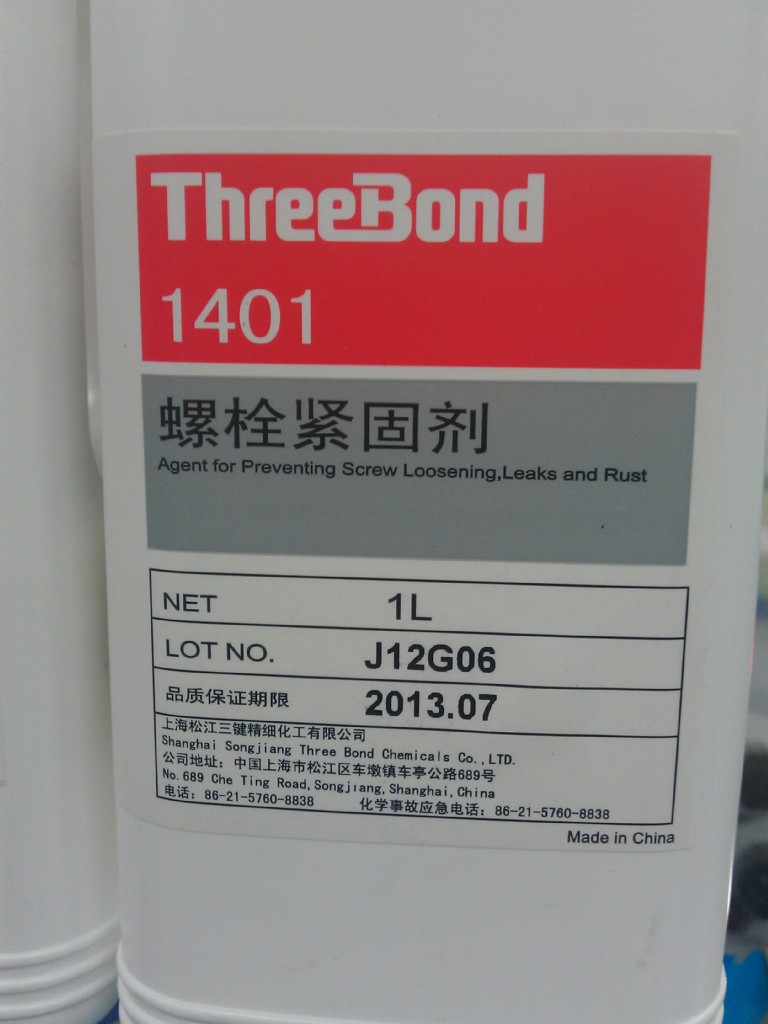 ThreeBond
1401
螺栓紧固剂
Agent for Preventing Screw Loosening,Leaks and Rust
NET 1L
LOT NO. J12G06
品质保证期限 2013.07
上海松江三键精细化工有限公司
Shanghai Songjiang Three Bond Chemicals Co.,LTD.
公司地址：中国上海市松江区车墩镇车亭公路689号
No.689 Che Ting Road,Songjiang,Shanghai,China
电话：86-21-5760-8838 化学事故应急电话：86-21-5760-8838
Made in China